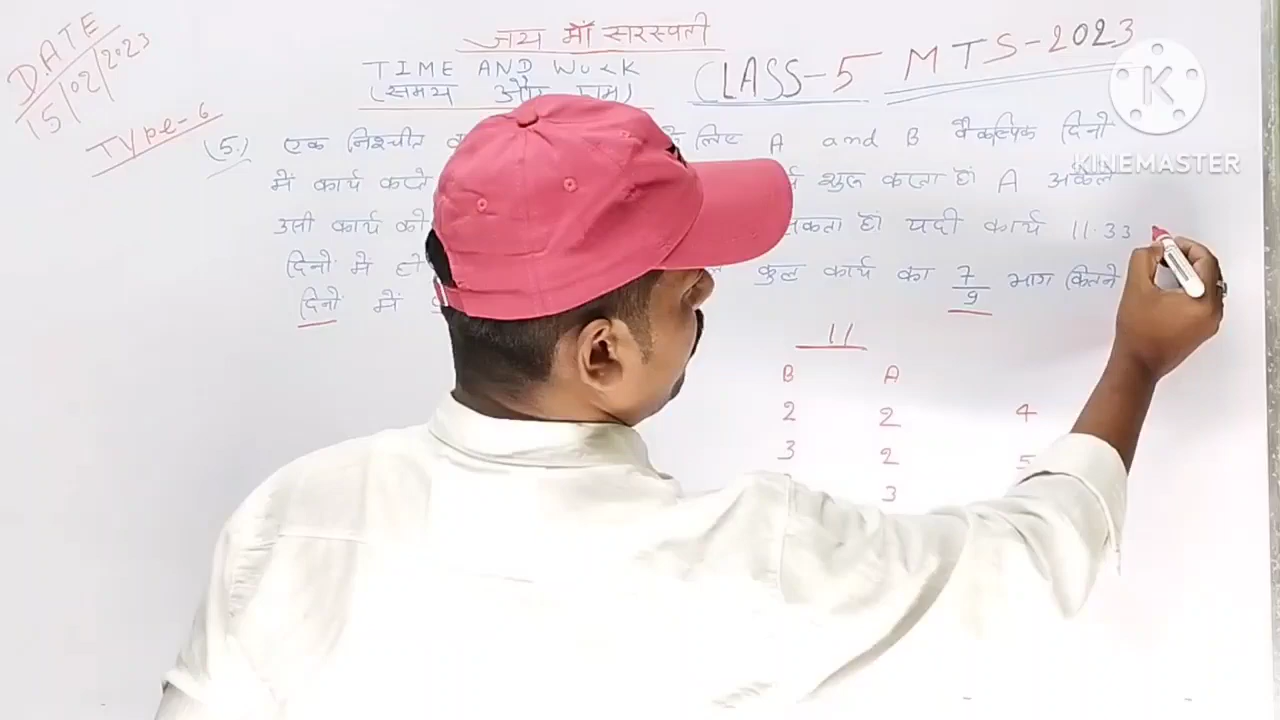 DATE
15/02/2023
TYPE-6
जय माँ सरस्वती
TIME AND WORK
(समय और काम)
CLASS-5 MTS-2023
K
KINEMASTER
(5.) एक निश्चीत लिए A and B वैकल्पिक दिनो
में कार्य करते शुरू करता है। A अकेले
उसी कार्य को सकता है। यदी कार्य 11.33
दिनो में हो कुल कार्य का 7/9 भाग कितने
दिनो में
11
B A
2 2 4
3 2 5
3